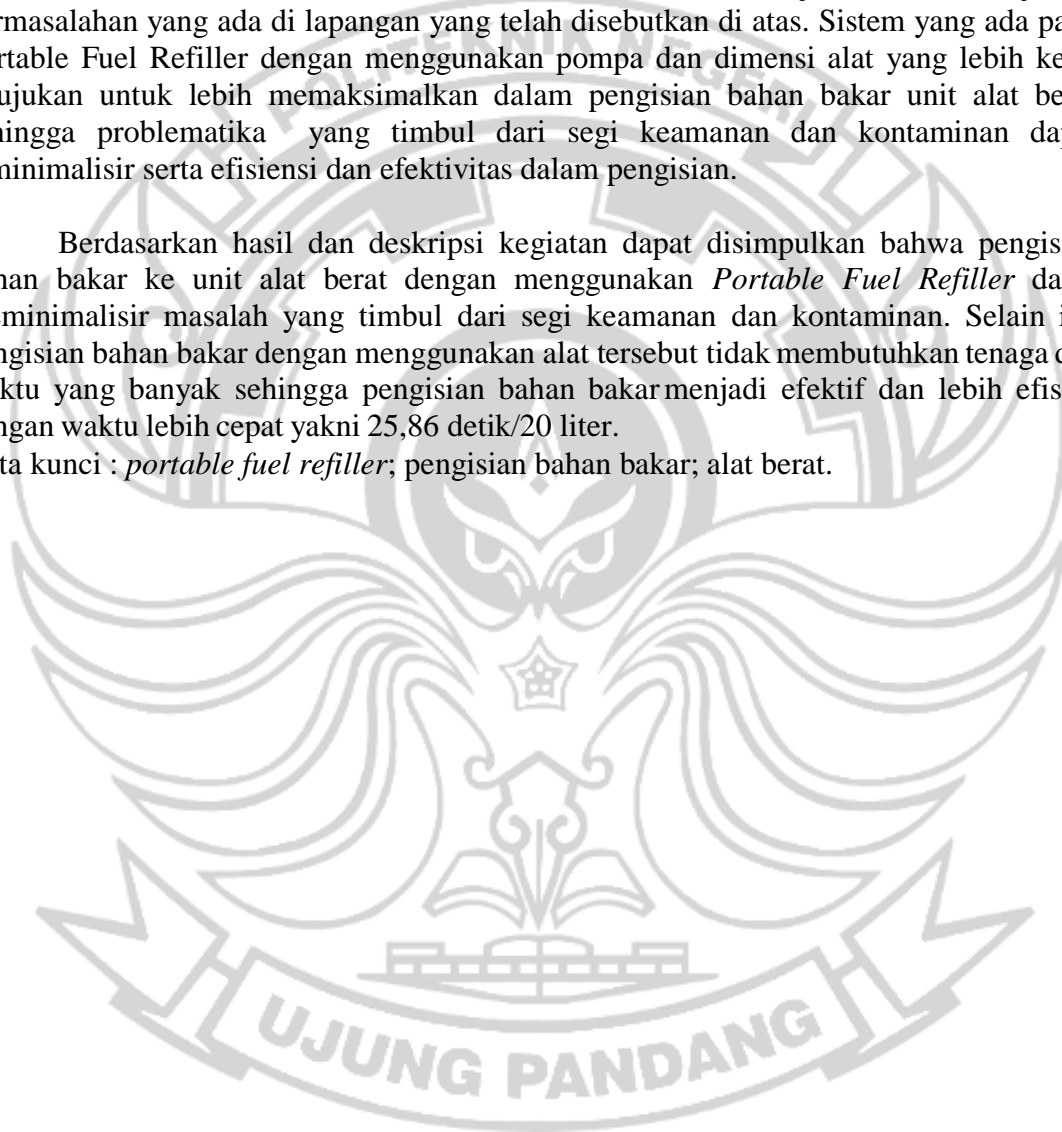 rmasalahan yang ada di lapangan yang telah disebutkan di atas. Sistem yang ada pa
rtable Fuel Refiller dengan menggunakan pompa dan dimensi alat yang lebih ke
ujukan untuk lebih memaksimalkan dalam pengisian bahan bakar unit alat be
hingga problematika yang timbul dari segi keamanan dan kontaminan dap
minimalisir serta efisiensi dan efektivitas dalam pengisian.
Berdasarkan hasil dan deskripsi kegiatan dapat disimpulkan bahwa pengis
han bakar ke unit alat berat dengan menggunakan Portable Fuel Refiller da
eminimalisir masalah yang timbul dari segi keamanan dan kontaminan. Selain i
ngisian bahan bakar dengan menggunakan alat tersebut tidak membutuhkan tenaga d
ktu yang banyak sehingga pengisian bahan bakar menjadi efektif dan lebih efis
ngan waktu lebih cepat yakni 25,86 detik/20 liter.
ta kunci : portable fuel refiller; pengisian bahan bakar; alat berat.
POLITEKNIK NEGERI
UJUNG PANDANG